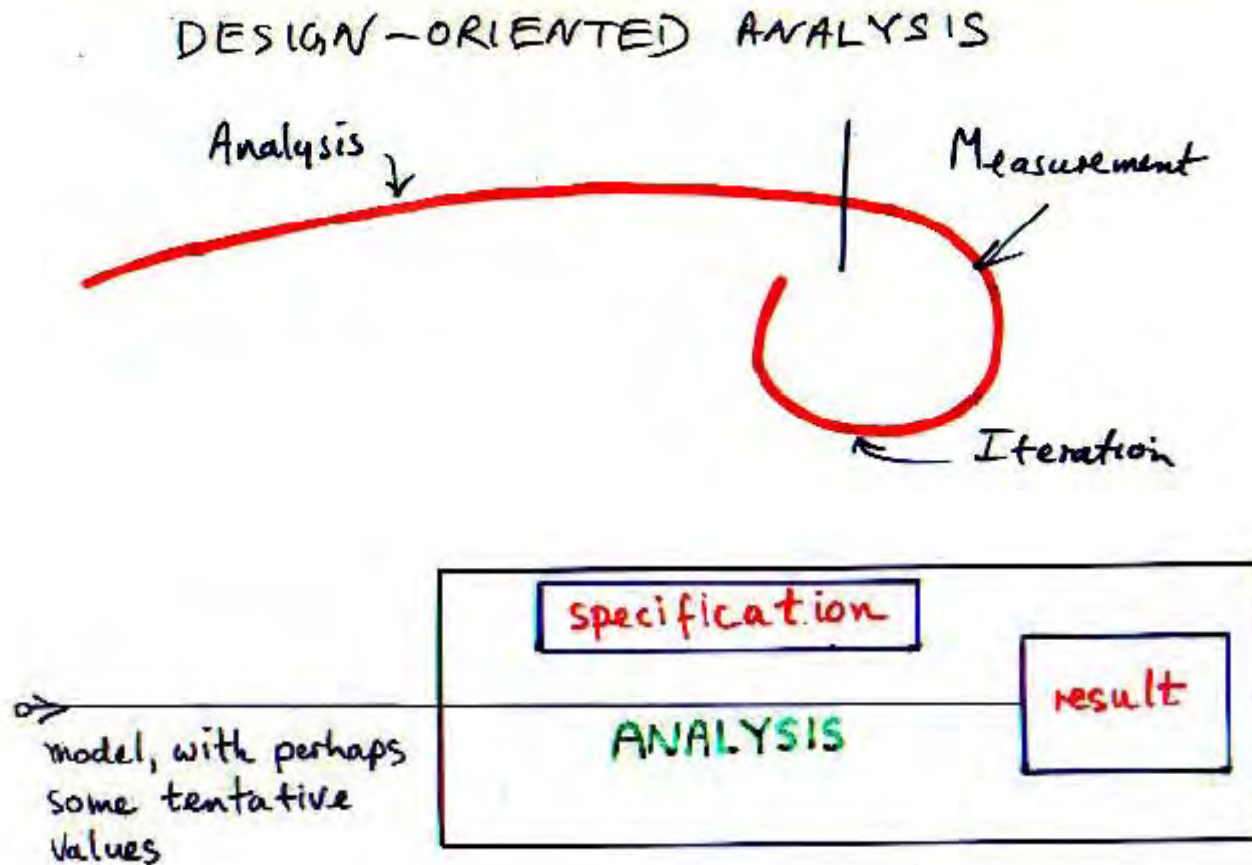 DESIGN-ORIENTED ANALYSIS
Analysis
Measurement
Iteration
specification
result
ANALYSIS
model, with perhaps
some tentative
values